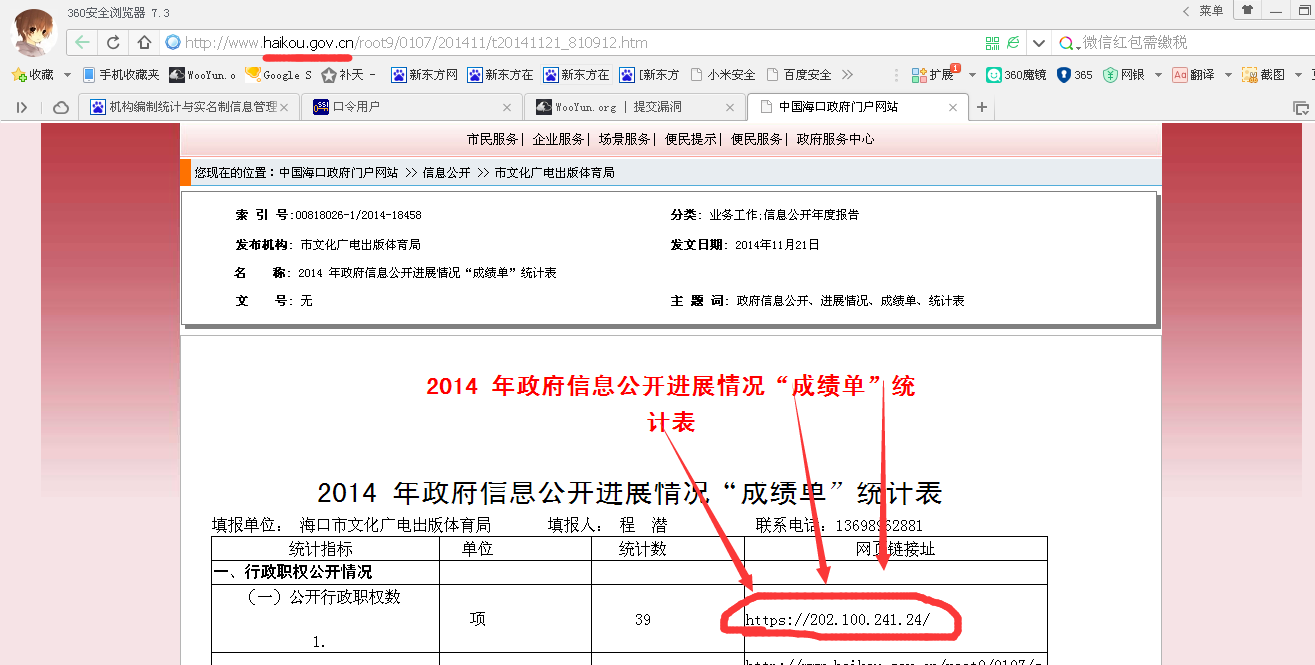 360安全浏览器 7.3
菜单
http://www.haikou.gov.cn/root9/0107/201411/t20141121_810912.htm
微信红包需缴税
收藏 手机收藏夹 WooYun.o Google S 补天 - 新东方网 新东方在 新东方在 [新东方 小米安全 百度安全 扩展 1 360魔镜 365 网银 Aa 翻译 截图
机构编制统计与实名制信息管理 口令用户 WooYun.org | 提交漏洞 中国海口政府门户网站
市民服务| 企业服务| 场景服务| 便民提示| 便民服务| 政府服务中心
您现在的位置：中国海口政府门户网站 >> 信息公开 >> 市文化广电出版体育局
索 引 号:00818026-1/2014-18458 分类: 业务工作;信息公开年度报告
发布机构: 市文化广电出版体育局 发文日期: 2014年11月21日
名 称: 2014 年政府信息公开进展情况“成绩单”统计表
文 号: 无 主 题 词: 政府信息公开、进展情况、成绩单、统计表
2014 年政府信息公开进展情况“成绩单”统
计表
2014 年政府信息公开进展情况“成绩单”统计表
填报单位： 海口市文化广电出版体育局 填报人： 程 潜 联系电话：13698962881
统计指标 单位 统计数 网页链接址
一、行政职权公开情况
（一）公开行政职权数
项 39 https://202.100.241.24/
1.